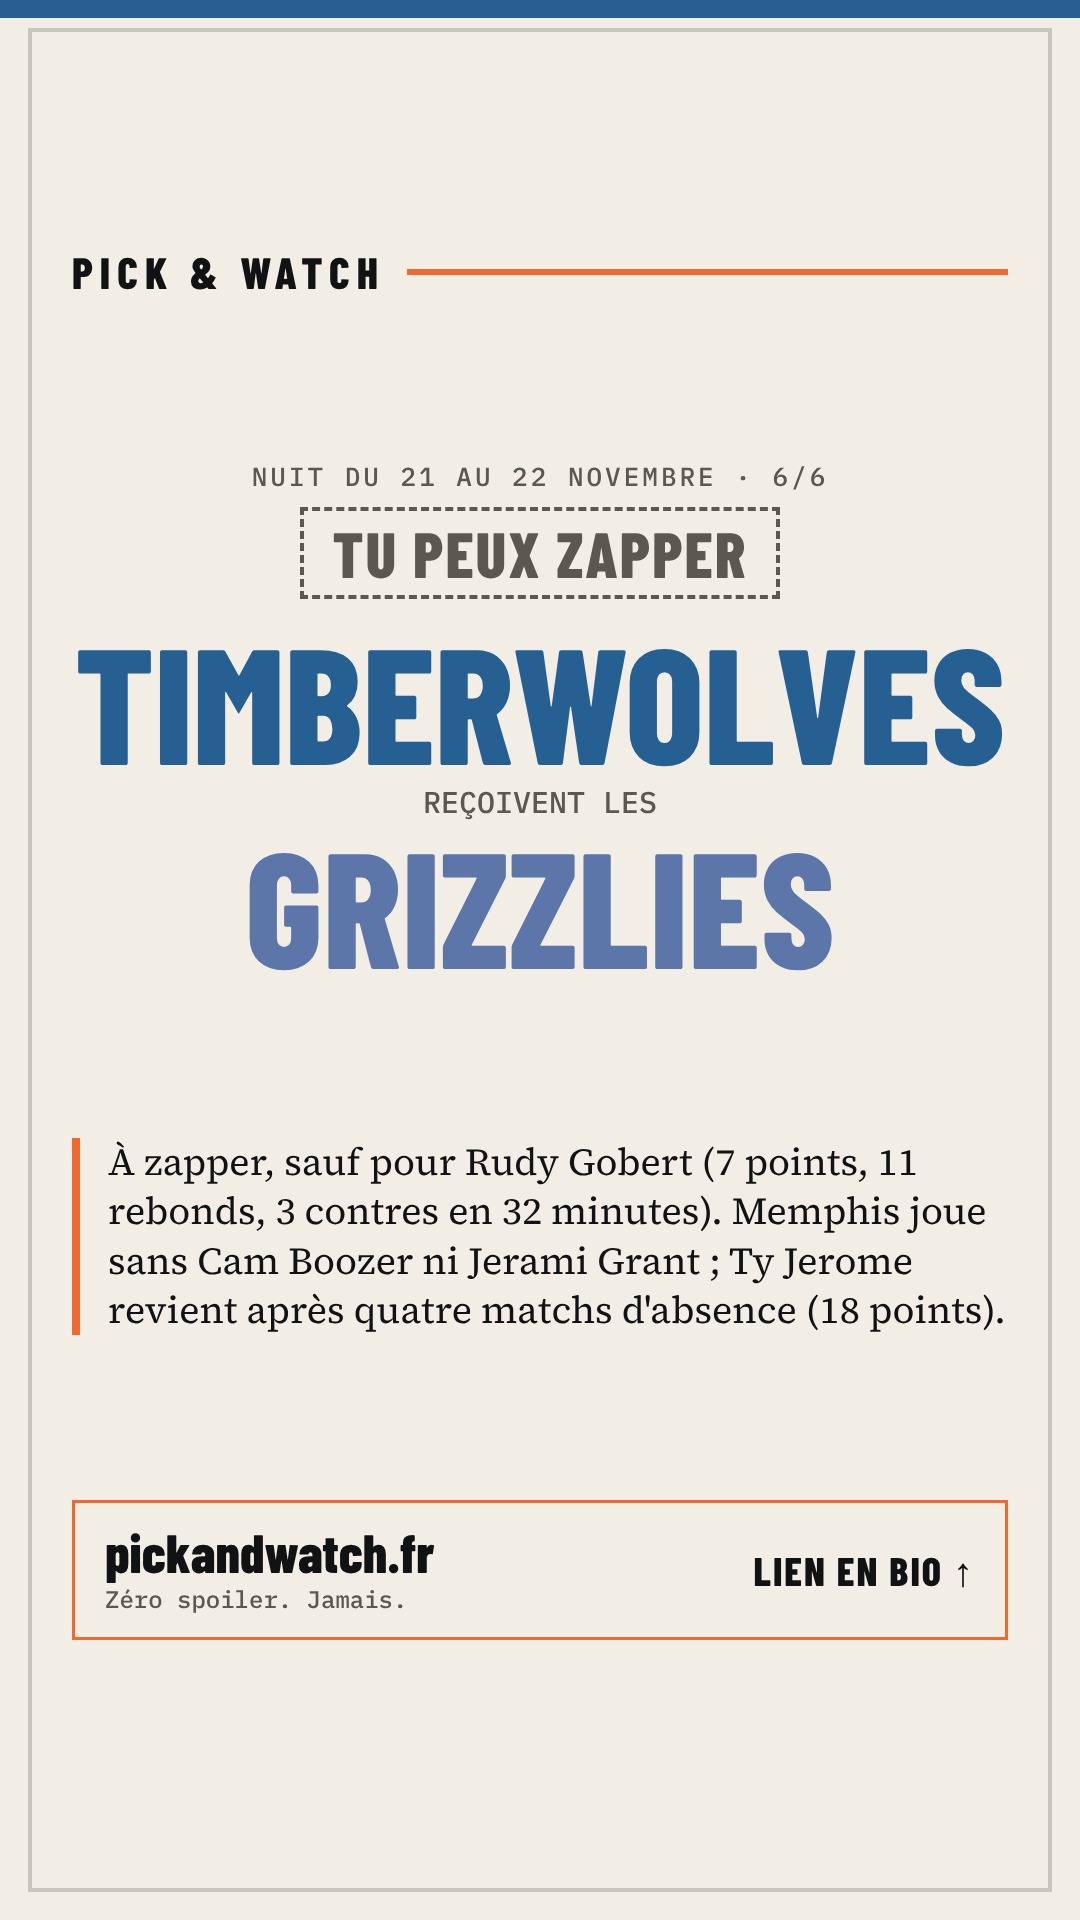 PICK & WATCH
NUIT DU 21 AU 22 NOVEMBRE · 6/6
TU PEUX ZAPPER
TIMBERWOLVES
REÇOIVENT LES
GRIZZLIES
À zapper, sauf pour Rudy Gobert (7 points, 11
rebonds, 3 contres en 32 minutes). Memphis joue
sans Cam Boozer ni Jerami Grant ; Ty Jerome
revient après quatre matchs d'absence (18 points).
pickandwatch.fr
Zéro spoiler. Jamais.
LIEN EN BIO ↑